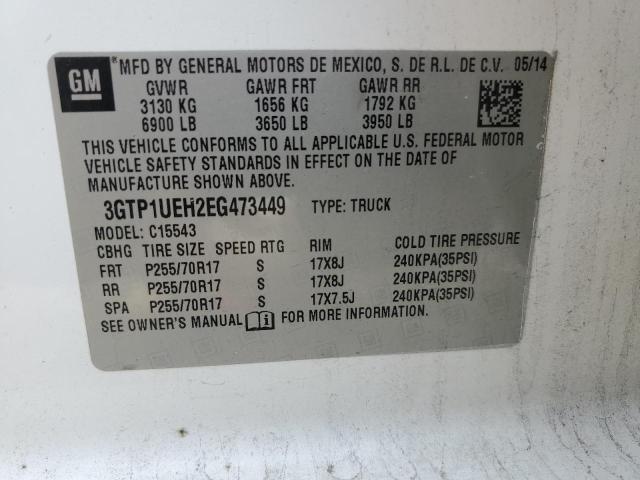 GM ® MFD BY GENERAL MOTORS DE MEXICO, S. DE R.L. DE C.V. 05/14
GVWR GAWR FRT GAWR RR
3130 KG 1656 KG 1792 KG
6900 LB 3650 LB 3950 LB
THIS VEHICLE CONFORMS TO ALL APPLICABLE U.S. FEDERAL MOTOR
VEHICLE SAFETY STANDARDS IN EFFECT ON THE DATE OF
MANUFACTURE SHOWN ABOVE.
3GTP1UEH2EG473449 TYPE: TRUCK
MODEL: C15543
CBHG TIRE SIZE SPEED RTG RIM COLD TIRE PRESSURE
FRT P255/70R17 S 17X8J 240KPA(35PSI)
RR P255/70R17 S 17X8J 240KPA(35PSI)
SPA P255/70R17 S 17X7.5J 240KPA(35PSI)
SEE OWNER'S MANUAL FOR MORE INFORMATION.